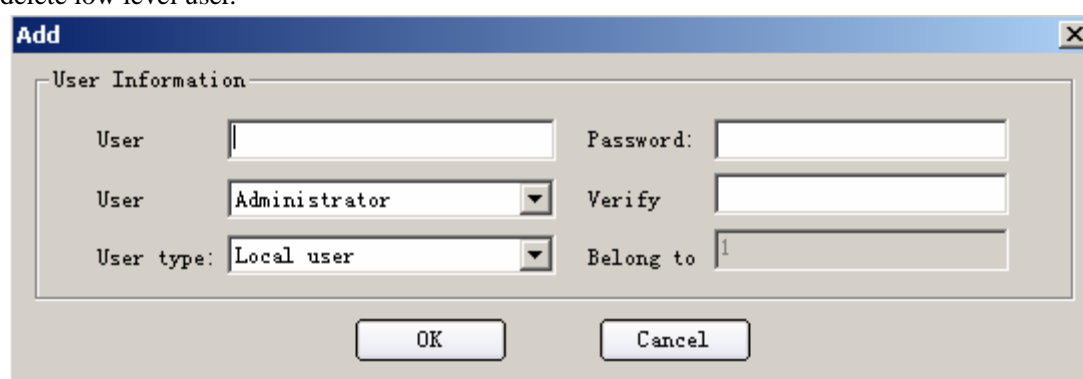 delete low level user.
Add
User Information
User Password:
User Administrator Verify
User type: Local user Belong to 1
OK Cancel